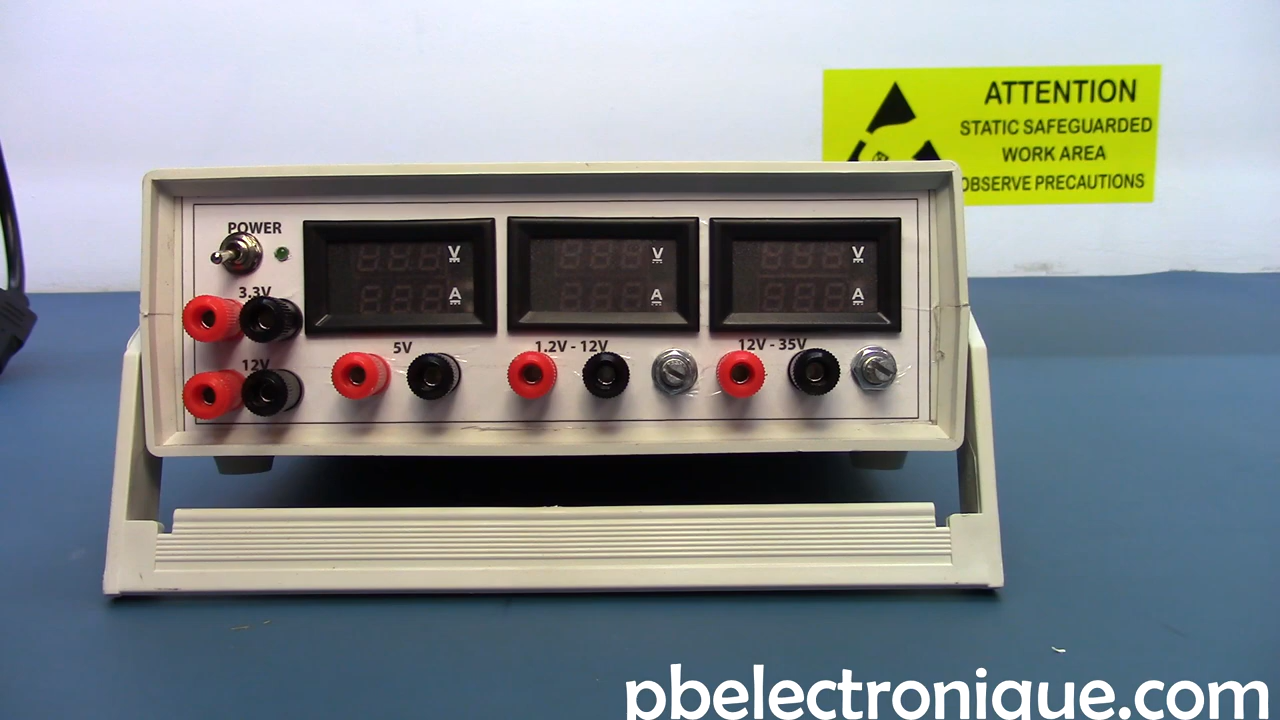 ATTENTION
STATIC SAFEGUARDED
WORK AREA
OBSERVE PRECAUTIONS
POWER
V
A
V
A
V
A
3.3V
12V
5V
1.2V - 12V
12V - 35V
pbelectronique.com